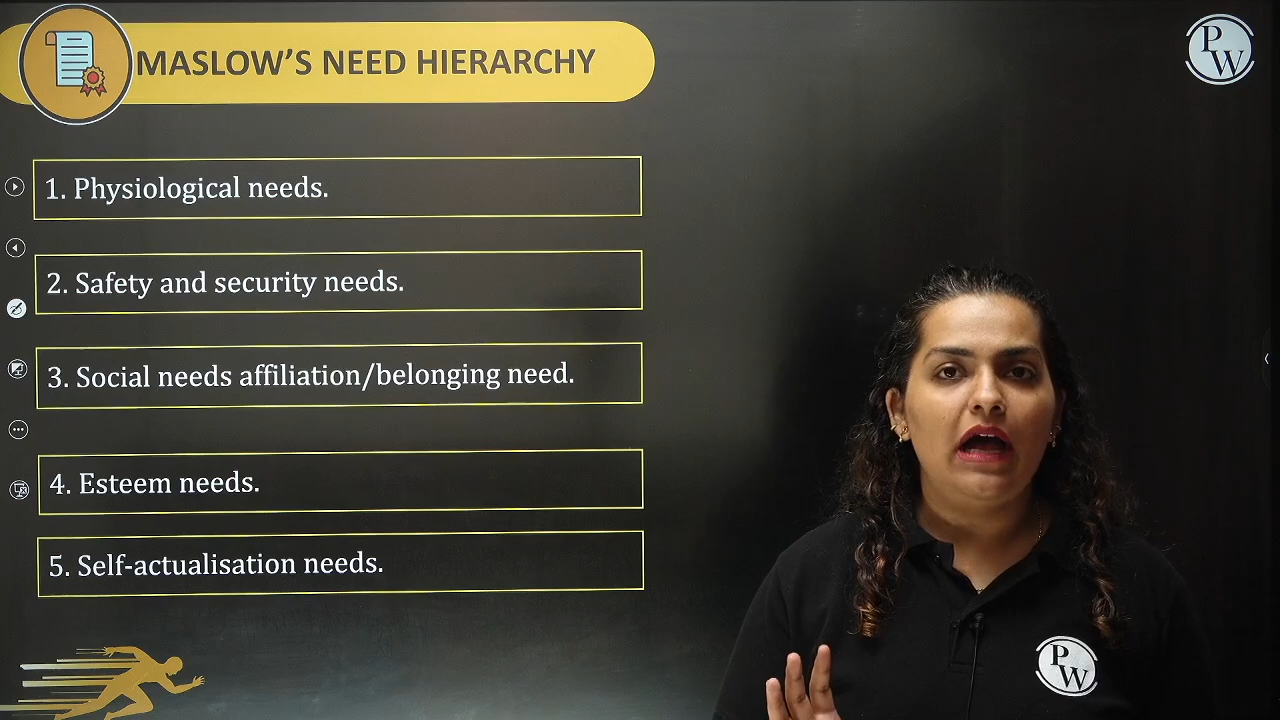 MASLOW'S NEED HIERARCHY
PW
1. Physiological needs.
2. Safety and security needs.
3. Social needs affiliation/belonging need.
4. Esteem needs.
5. Self-actualisation needs.
PW